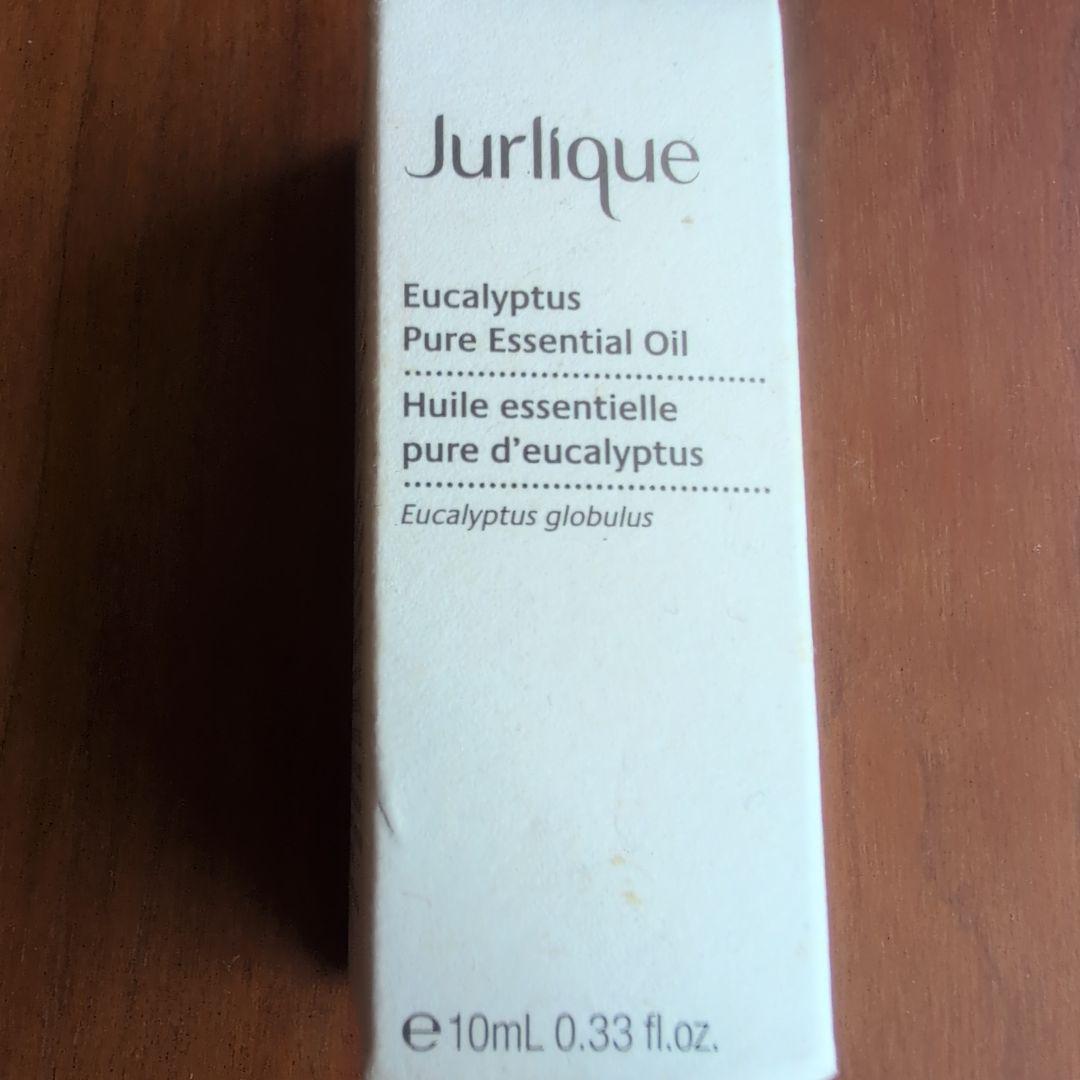 Jurlique
Eucalyptus
Pure Essential Oil
Huile essentielle
pure d'eucalyptus
Eucalyptus globulus
℮10mL 0.33 fl.oz.